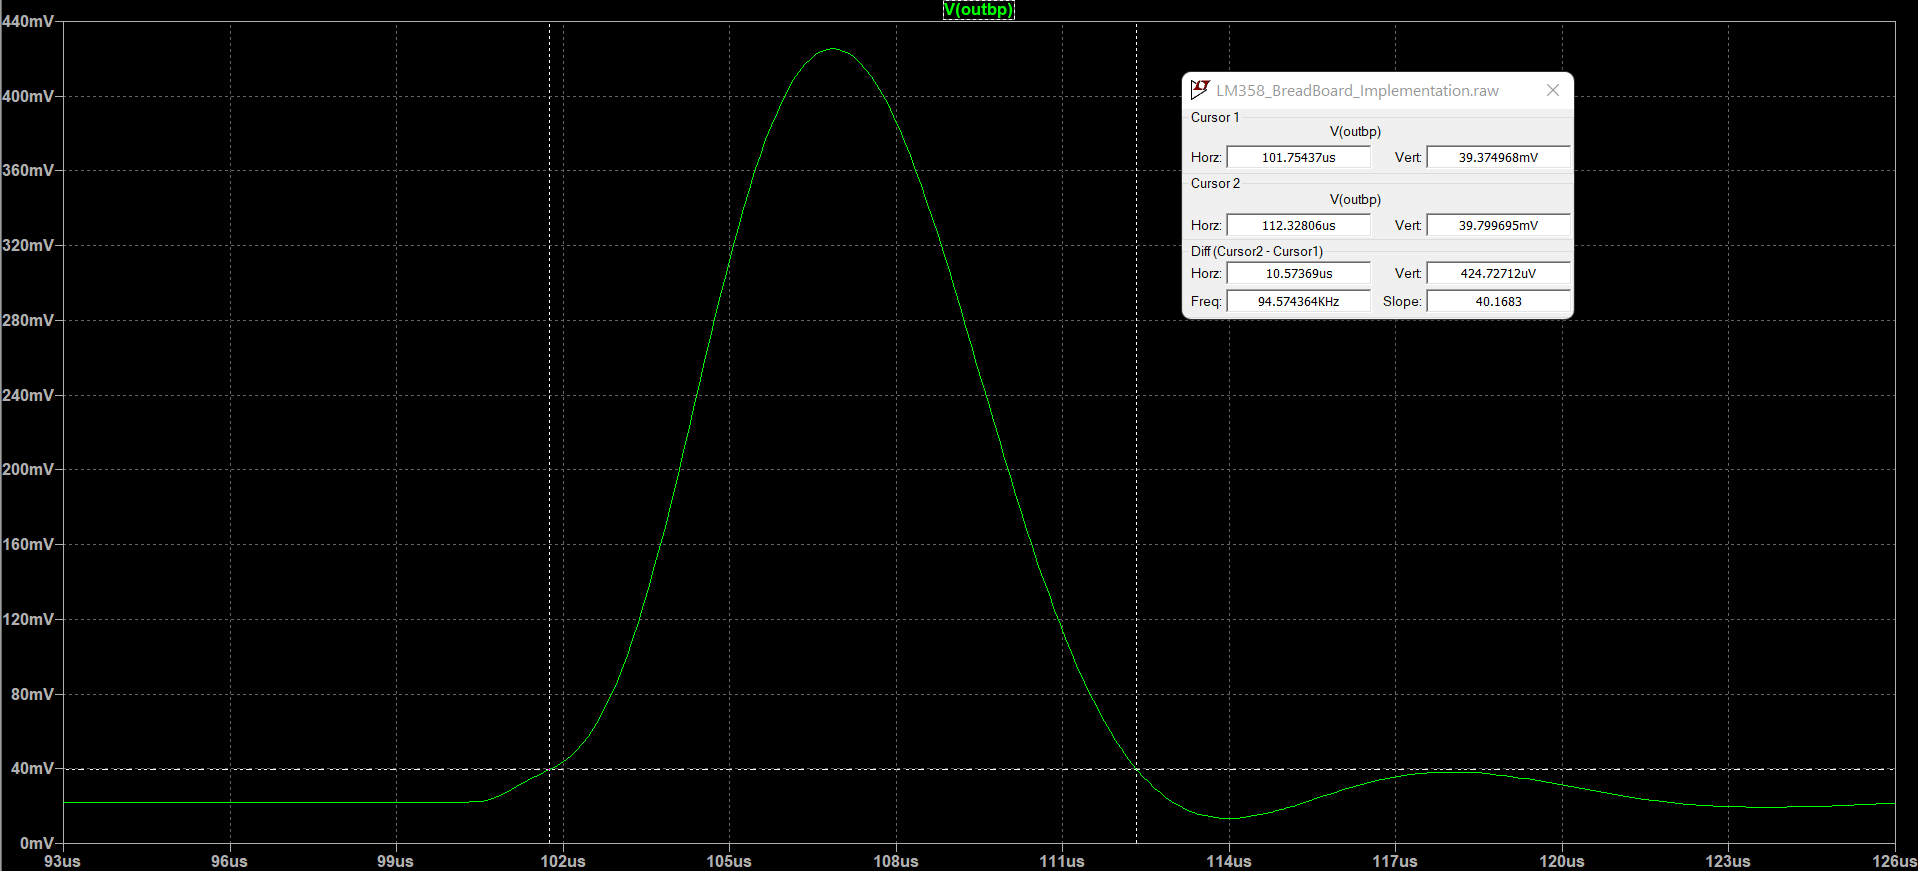 V(outbp)
440mV
400mV
360mV
320mV
280mV
240mV
200mV
160mV
120mV
80mV
40mV
0mV
93us 96us 99us 102us 105us 108us 111us 114us 117us 120us 123us 126us
LM358_BreadBoard_Implementation.raw
Cursor 1
V(outbp)
Horz: 101.75437us Vert: 39.374968mV
Cursor 2
V(outbp)
Horz: 112.32806us Vert: 39.799695mV
Diff (Cursor2 - Cursor1)
Horz: 10.57369us Vert: 424.72712uV
Freq: 94.574364KHz Slope: 40.1683